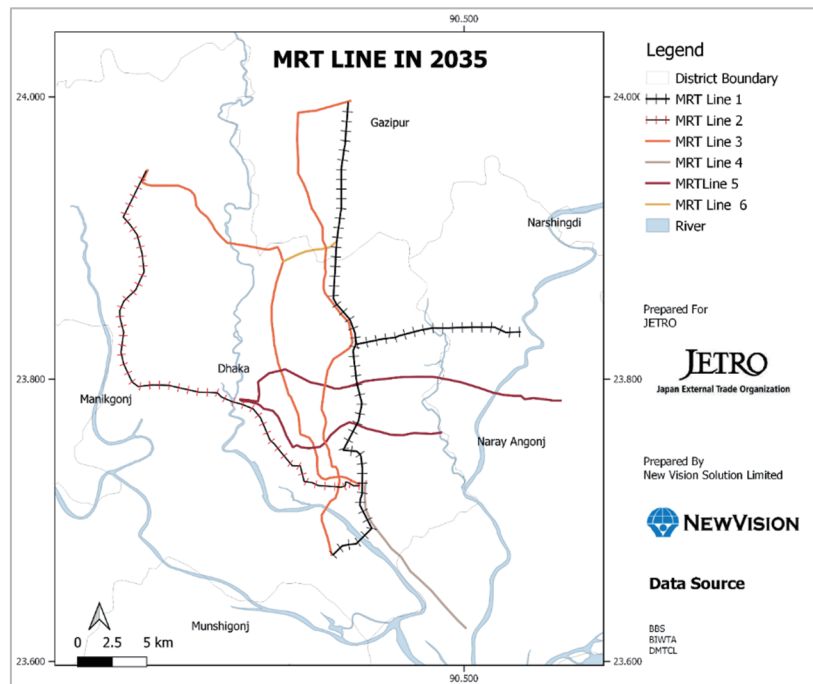 90.500
MRT LINE IN 2035
24.000
24.000
Gazipur
Narshingdi
Dhaka
23.800
23.800
Manikgonj
Naray Angonj
Munshigonj
0 2.5 5 km
23.600
23.600
90.500
Legend
District Boundary
MRT Line 1
MRT Line 2
MRT Line 3
MRT Line 4
MRTLine 5
MRT Line 6
River
Prepared For
JETRO
JETRO
Japan External Trade Organization
Prepared By
New Vision Solution Limited
NEWVISION
Data Source
BBS
BIWTA
DMTCL